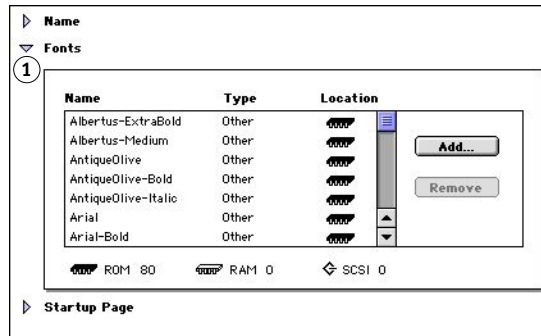 Name
Fonts
1
Name Type Location
Albertus-ExtraBold Other
Albertus-Medium Other
AntiqueOlive Other
AntiqueOlive-Bold Other
AntiqueOlive-Italic Other
Arial Other
Arial-Bold Other
Add...
Remove
ROM 80 RAM 0 SCSI 0
Startup Page